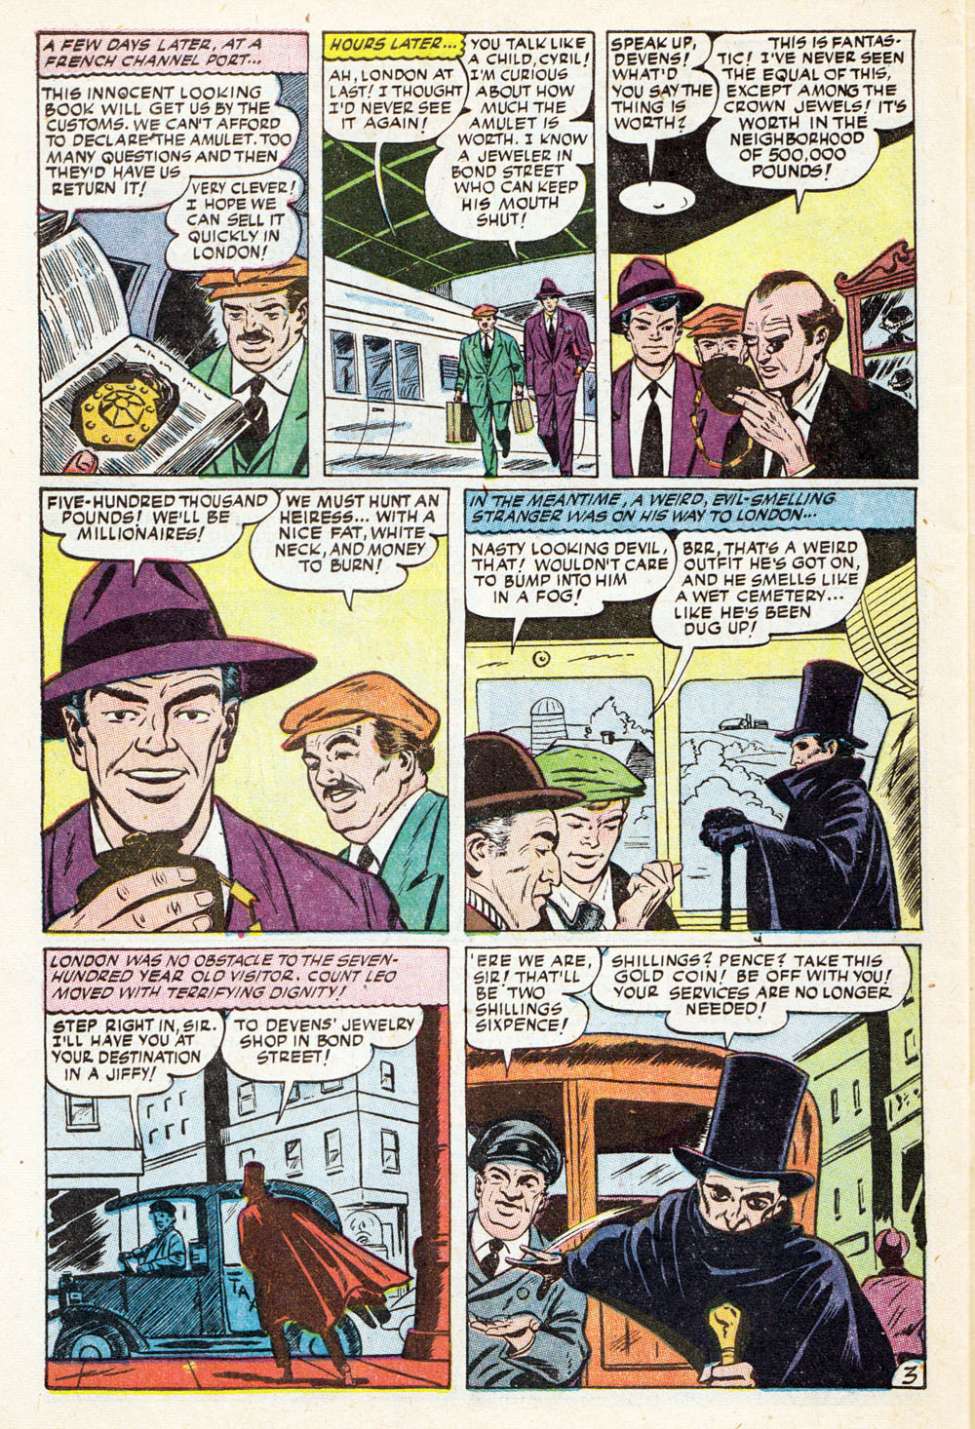 A FEW DAYS LATER, AT A
FRENCH CHANNEL PORT...
THIS INNOCENT LOOKING
BOOK WILL GET US BY THE
CUSTOMS. WE CAN'T AFFORD
TO DECLARE THE AMULET. TOO
MANY QUESTIONS AND THEN
THEY'D HAVE US
RETURN IT!
VERY CLEVER!
I HOPE WE
CAN SELL IT
QUICKLY IN
LONDON!
HOURS LATER...
AH, LONDON AT
LAST! I THOUGHT
I'D NEVER SEE
IT AGAIN!
YOU TALK LIKE
A CHILD, CYRIL!
I'M CURIOUS
ABOUT HOW
MUCH THE
AMULET IS
WORTH. I KNOW
A JEWELER IN
BOND STREET
WHO CAN KEEP
HIS MOUTH
SHUT!
SPEAK UP,
DEVENS!
WHAT'D
YOU SAY THE
THING IS
WORTH?
THIS IS FANTAS-
TIC! I'VE NEVER SEEN
THE EQUAL OF THIS,
EXCEPT AMONG THE
CROWN JEWELS! IT'S
WORTH IN THE
NEIGHBORHOOD
OF 500,000
POUNDS!
FIVE-HUNDRED THOUSAND
POUNDS! WE'LL BE
MILLIONAIRES!
WE MUST HUNT AN
HEIRESS... WITH A
NICE FAT, WHITE
NECK, AND MONEY
TO BURN!
IN THE MEANTIME, A WEIRD, EVIL-SMELLING
STRANGER WAS ON HIS WAY TO LONDON...
NASTY LOOKING DEVIL,
THAT! WOULDN'T CARE
TO BUMP INTO HIM
IN A FOG!
BRR, THAT'S A WEIRD
OUTFIT HE'S GOT ON,
AND HE SMELLS LIKE
A WET CEMETERY...
LIKE HE'S BEEN
DUG UP!
LONDON WAS NO OBSTACLE TO THE SEVEN-
HUNDRED YEAR OLD VISITOR. COUNT LEO
MOVED WITH TERRIFYING DIGNITY!
STEP RIGHT IN, SIR.
I'LL HAVE YOU AT
YOUR DESTINATION
IN A JIFFY!
TO DEVENS' JEWELRY
SHOP IN BOND
STREET!
TAX
'ERE WE ARE,
SIR! THAT'LL
BE TWO
SHILLINGS
SIXPENCE!
SHILLINGS? PENCE? TAKE THIS
GOLD COIN! BE OFF WITH YOU!
YOUR SERVICES ARE NO LONGER
NEEDED!
3